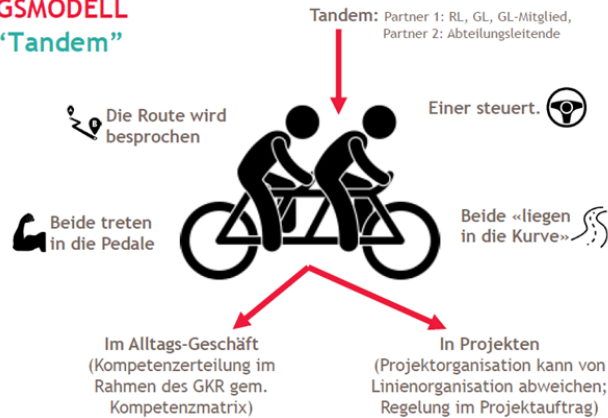 GSMODELL
“Tandem”
Tandem: Partner 1: RL, GL, GL-Mitglied,
Partner 2: Abteilungsleitende
A
B
Die Route wird
besprochen
Einer steuert.
Beide treten
in die Pedale
Beide «liegen
in die Kurve»
Im Alltags-Geschäft
(Kompetenzerteilung im
Rahmen des GKR gem.
Kompetenzmatrix)
In Projekten
(Projektorganisation kann von
Linienorganisation abweichen;
Regelung im Projektauftrag)